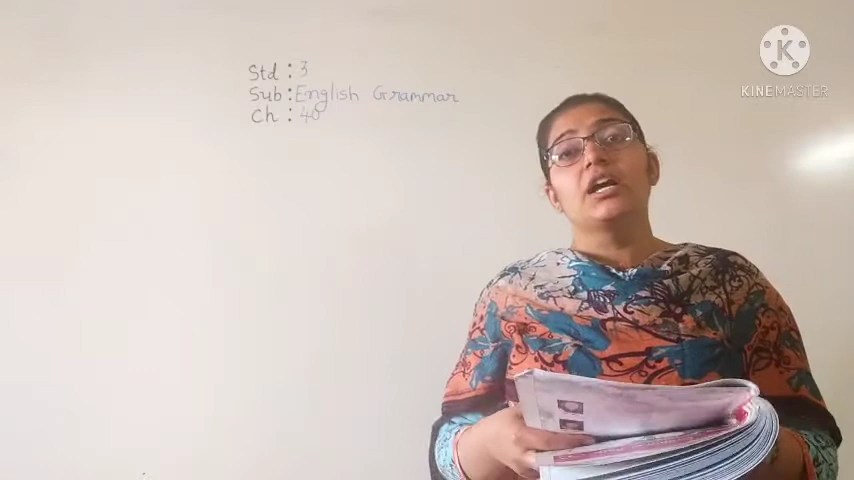 Std : 3
Sub : English Grammar
Ch : 40
K
KINEMASTER